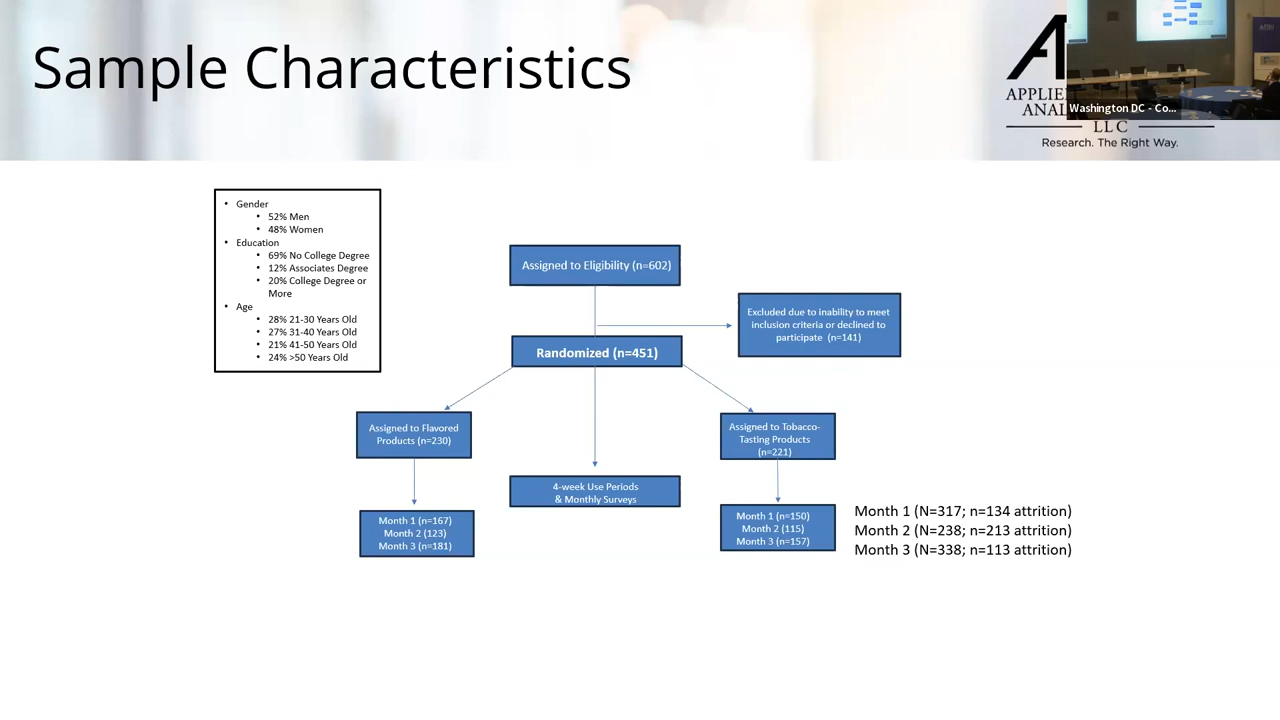 Sample Characteristics
APPLIE
ANAL
LLC
Research. The Right Way.
Washington DC - Co...
• Gender
• 52% Men
• 48% Women
• Education
• 69% No College Degree
• 12% Associates Degree
• 20% College Degree or
More
• Age
• 28% 21-30 Years Old
• 27% 31-40 Years Old
• 21% 41-50 Years Old
• 24% >50 Years Old
Assigned to Eligibility (n=602)
Excluded due to inability to meet
inclusion criteria or declined to
participate (n=141)
Randomized (n=451)
Assigned to Flavored
Products (n=230)
Assigned to Tobacco-
Tasting Products
(n=221)
4-week Use Periods
& Monthly Surveys
Month 1 (n=167)
Month 2 (123)
Month 3 (n=181)
Month 1 (n=150)
Month 2 (115)
Month 3 (n=157)
Month 1 (N=317; n=134 attrition)
Month 2 (N=238; n=213 attrition)
Month 3 (N=338; n=113 attrition)